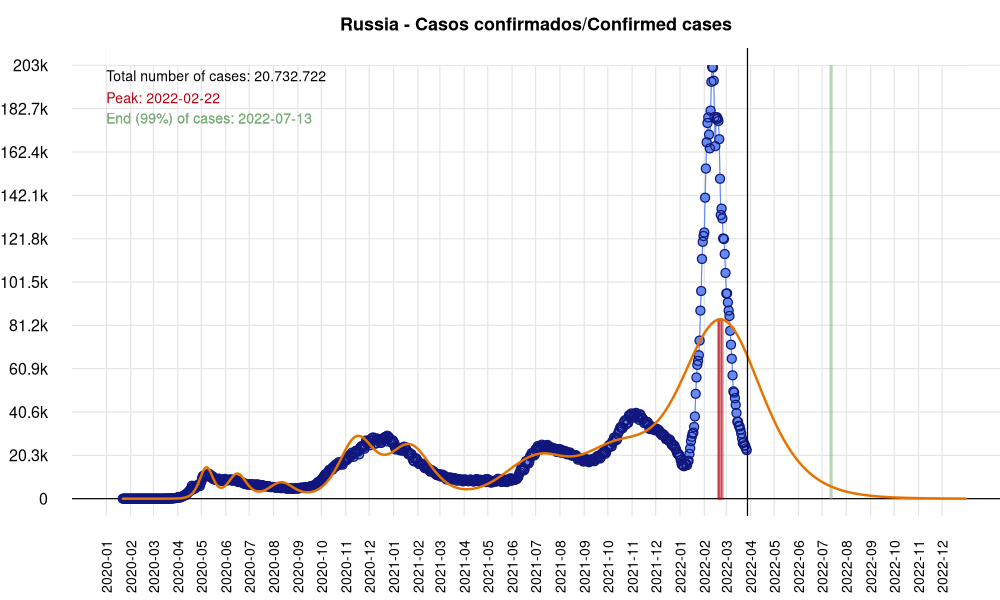 Russia - Casos confirmados/Confirmed cases
Total number of cases: 20.732.722
Peak: 2022-02-22
End (99%) of cases: 2022-07-13
203k
182.7k
162.4k
142.1k
121.8k
101.5k
81.2k
60.9k
40.6k
20.3k
0
2020-01
2020-02
2020-03
2020-04
2020-05
2020-06
2020-07
2020-08
2020-09
2020-10
2020-11
2020-12
2021-01
2021-02
2021-03
2021-04
2021-05
2021-06
2021-07
2021-08
2021-09
2021-10
2021-11
2021-12
2022-01
2022-02
2022-03
2022-04
2022-05
2022-06
2022-07
2022-08
2022-09
2022-10
2022-11
2022-12